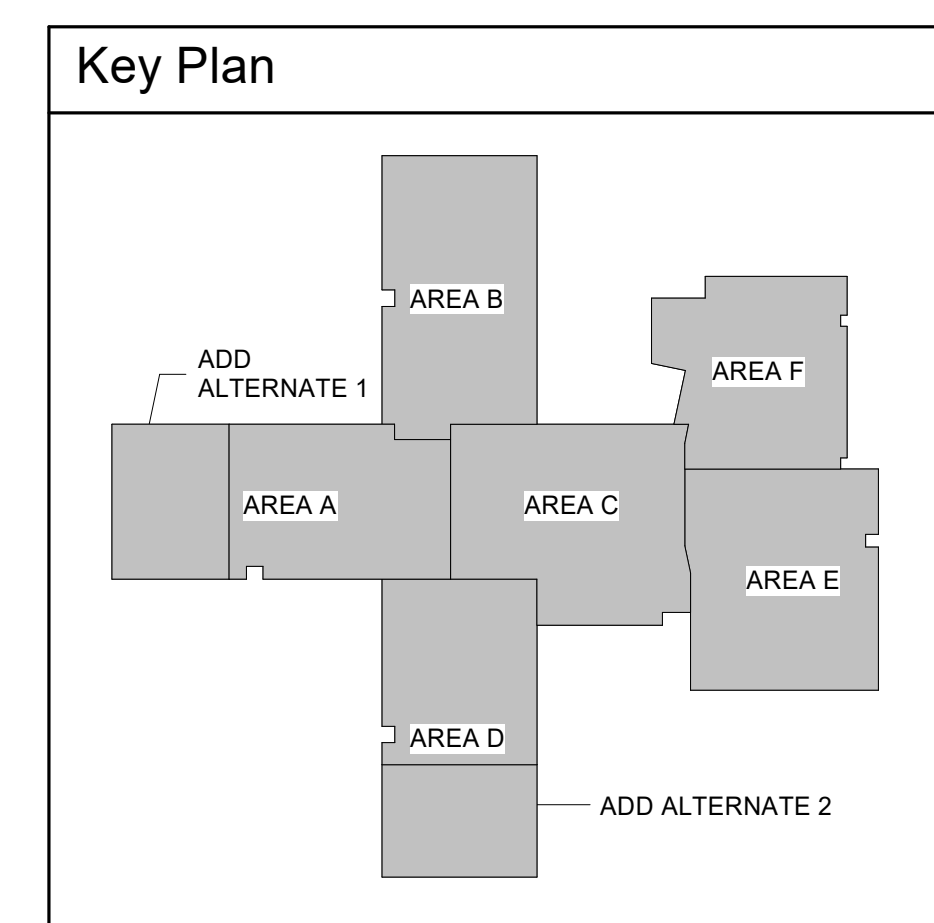 Key Plan
AREA B
ADD
ALTERNATE 1
AREA F
AREA A
AREA C
AREA E
AREA D
ADD ALTERNATE 2